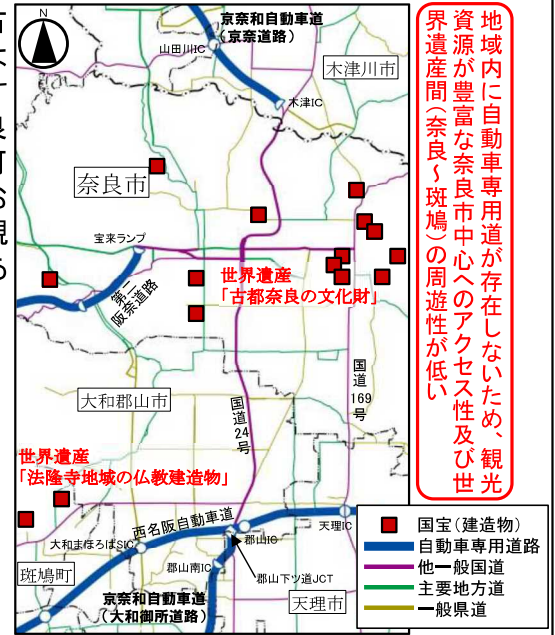 地域内に自動車専用道が存在しないため、観光
資源が豊富な奈良市中心へのアクセス性及び世
界遺産間(奈良~斑鳩)の周遊性が低い
N
京奈和自動車道
(京奈道路)
山田川IC
木津川市
木津IC
奈良市
宝来ランプ
第二
阪奈道路
世界遺産
「古都奈良の文化財」
国道
169
号
大和郡山市
国道
24
号
世界遺産
「法隆寺地域の仏教建造物」
西名阪自動車道
大和まほろばSIC
郡山IC
天理IC
郡山南IC
斑鳩町
郡山下ツ道JCT
京奈和自動車道
(大和御所道路)
天理市
国宝(建造物)
自動車専用道路
他一般国道
主要地方道
一般県道